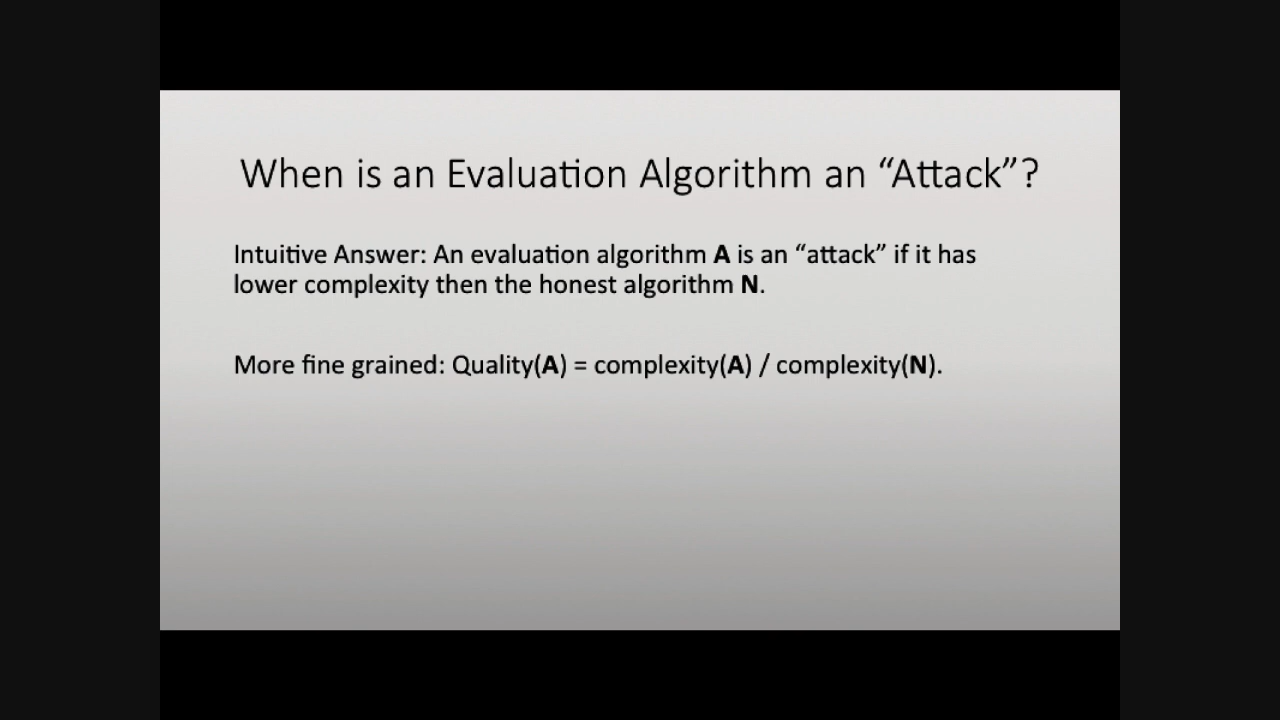 When is an Evaluation Algorithm an “Attack”?
Intuitive Answer: An evaluation algorithm A is an “attack” if it has
lower complexity then the honest algorithm N.
More fine grained: Quality(A) = complexity(A) / complexity(N).